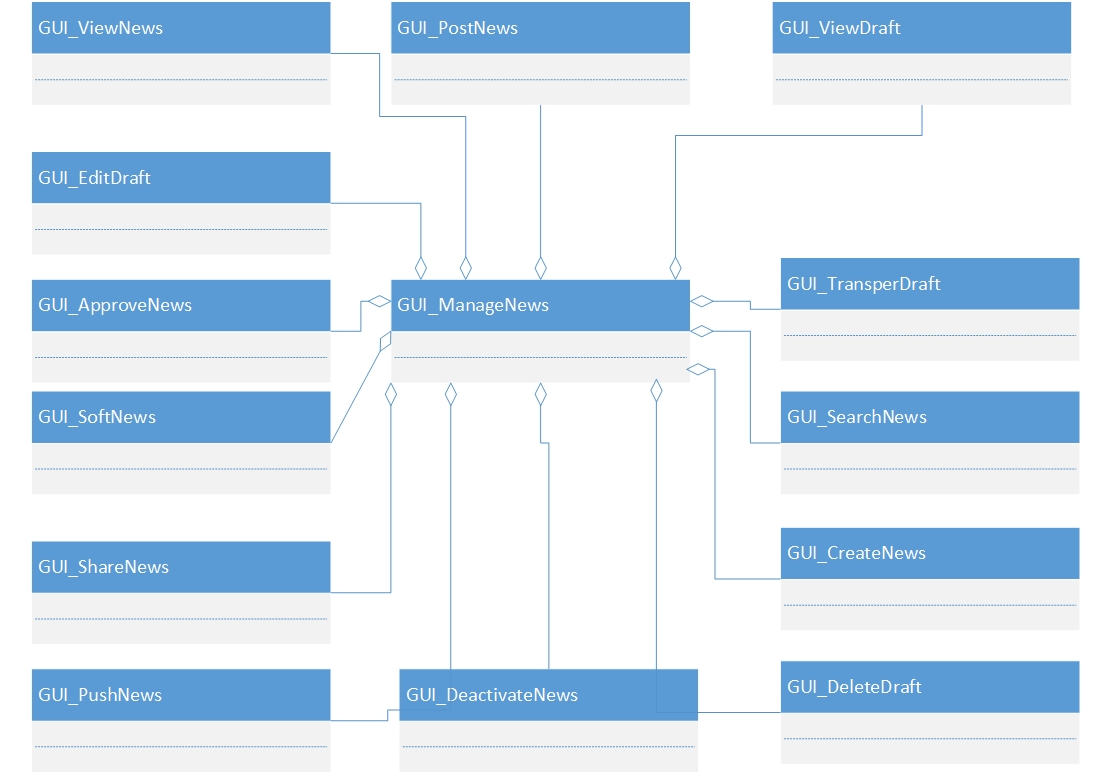 GUI_ViewNews
GUI_PostNews
GUI_ViewDraft
GUI_EditDraft
GUI_ApproveNews
GUI_ManageNews
GUI_TransperDraft
GUI_SoftNews
GUI_SearchNews
GUI_ShareNews
GUI_CreateNews
GUI_PushNews
GUI_DeactivateNews
GUI_DeleteDraft